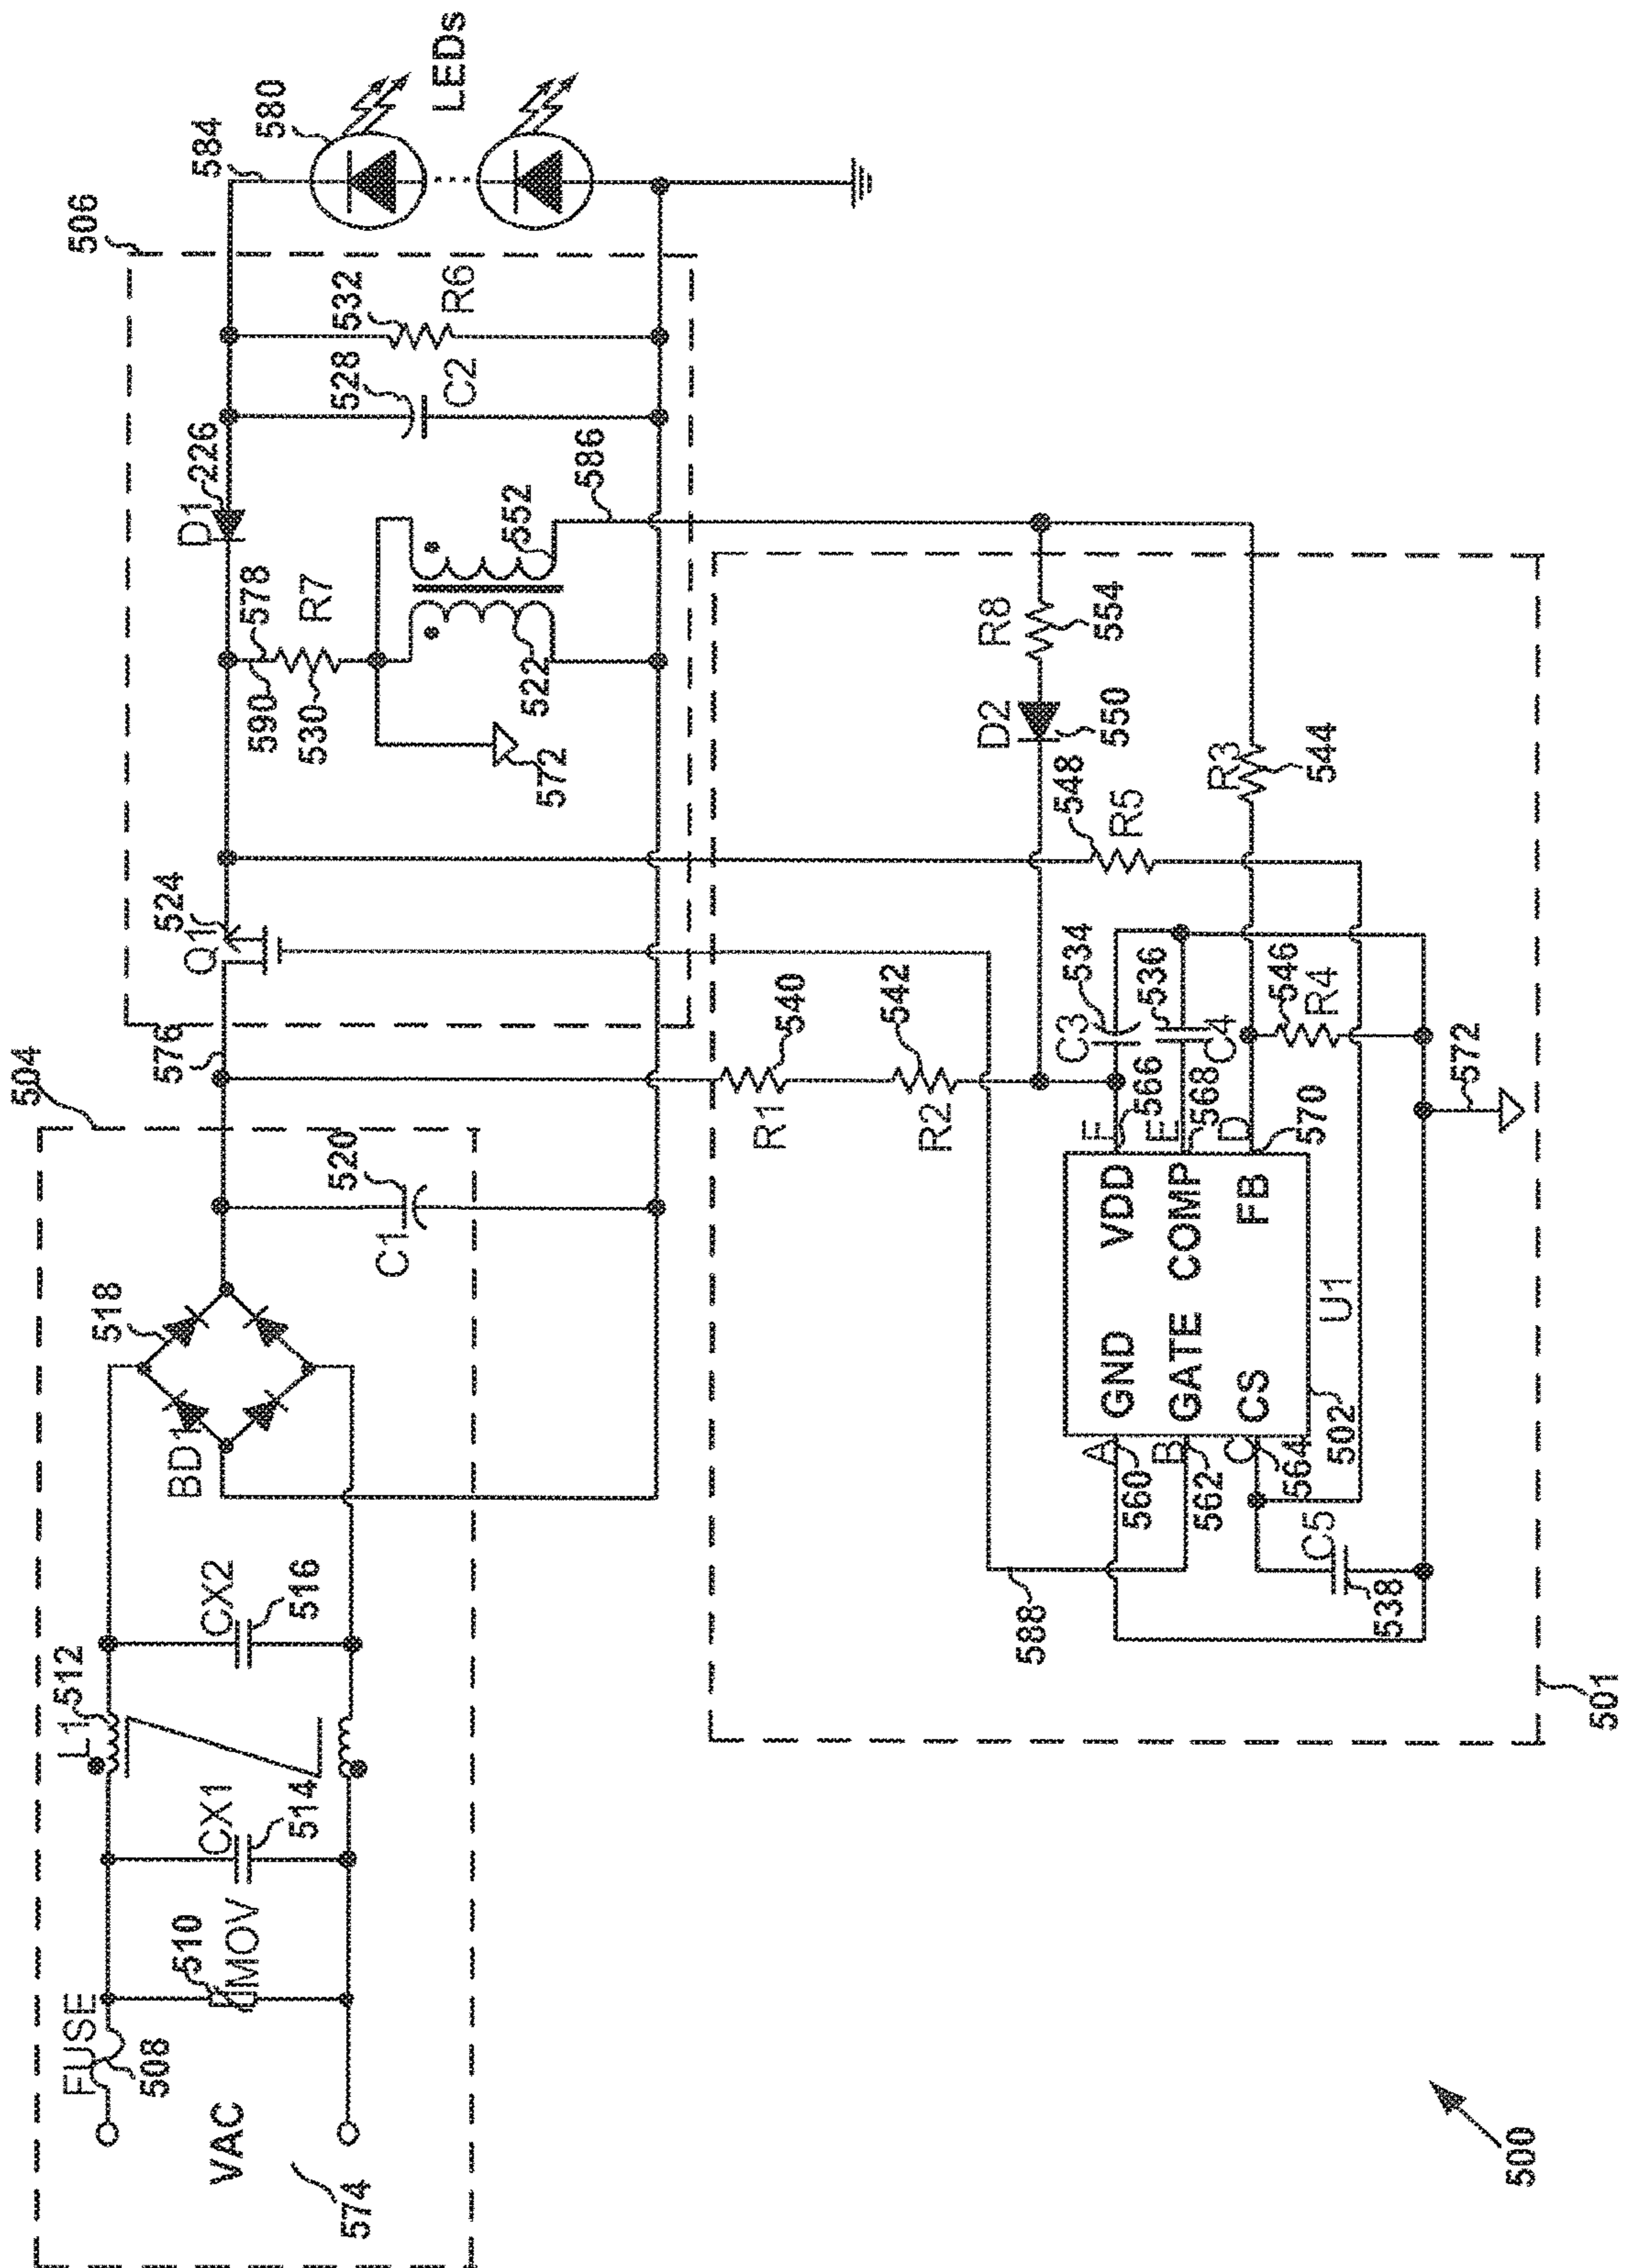 500
504
574
VAC
FUSE
508
510
MOV
CX1
514
L1
512
CX2
516
BD1
518
C1
520
576
506
Q1
524
590
578
530
R7
572
522
552
D1
226
528
C2
532
R6
584
580
LEDs
586
501
R1
540
R2
542
R8
554
D2
550
548
R5
R3
544
C3
534
536
C4
546
R4
572
F
566
E
568
D
570
GND
VDD
GATE
COMP
CS
FB
U1
502
A
560
B
562
C
564
C5
538
588